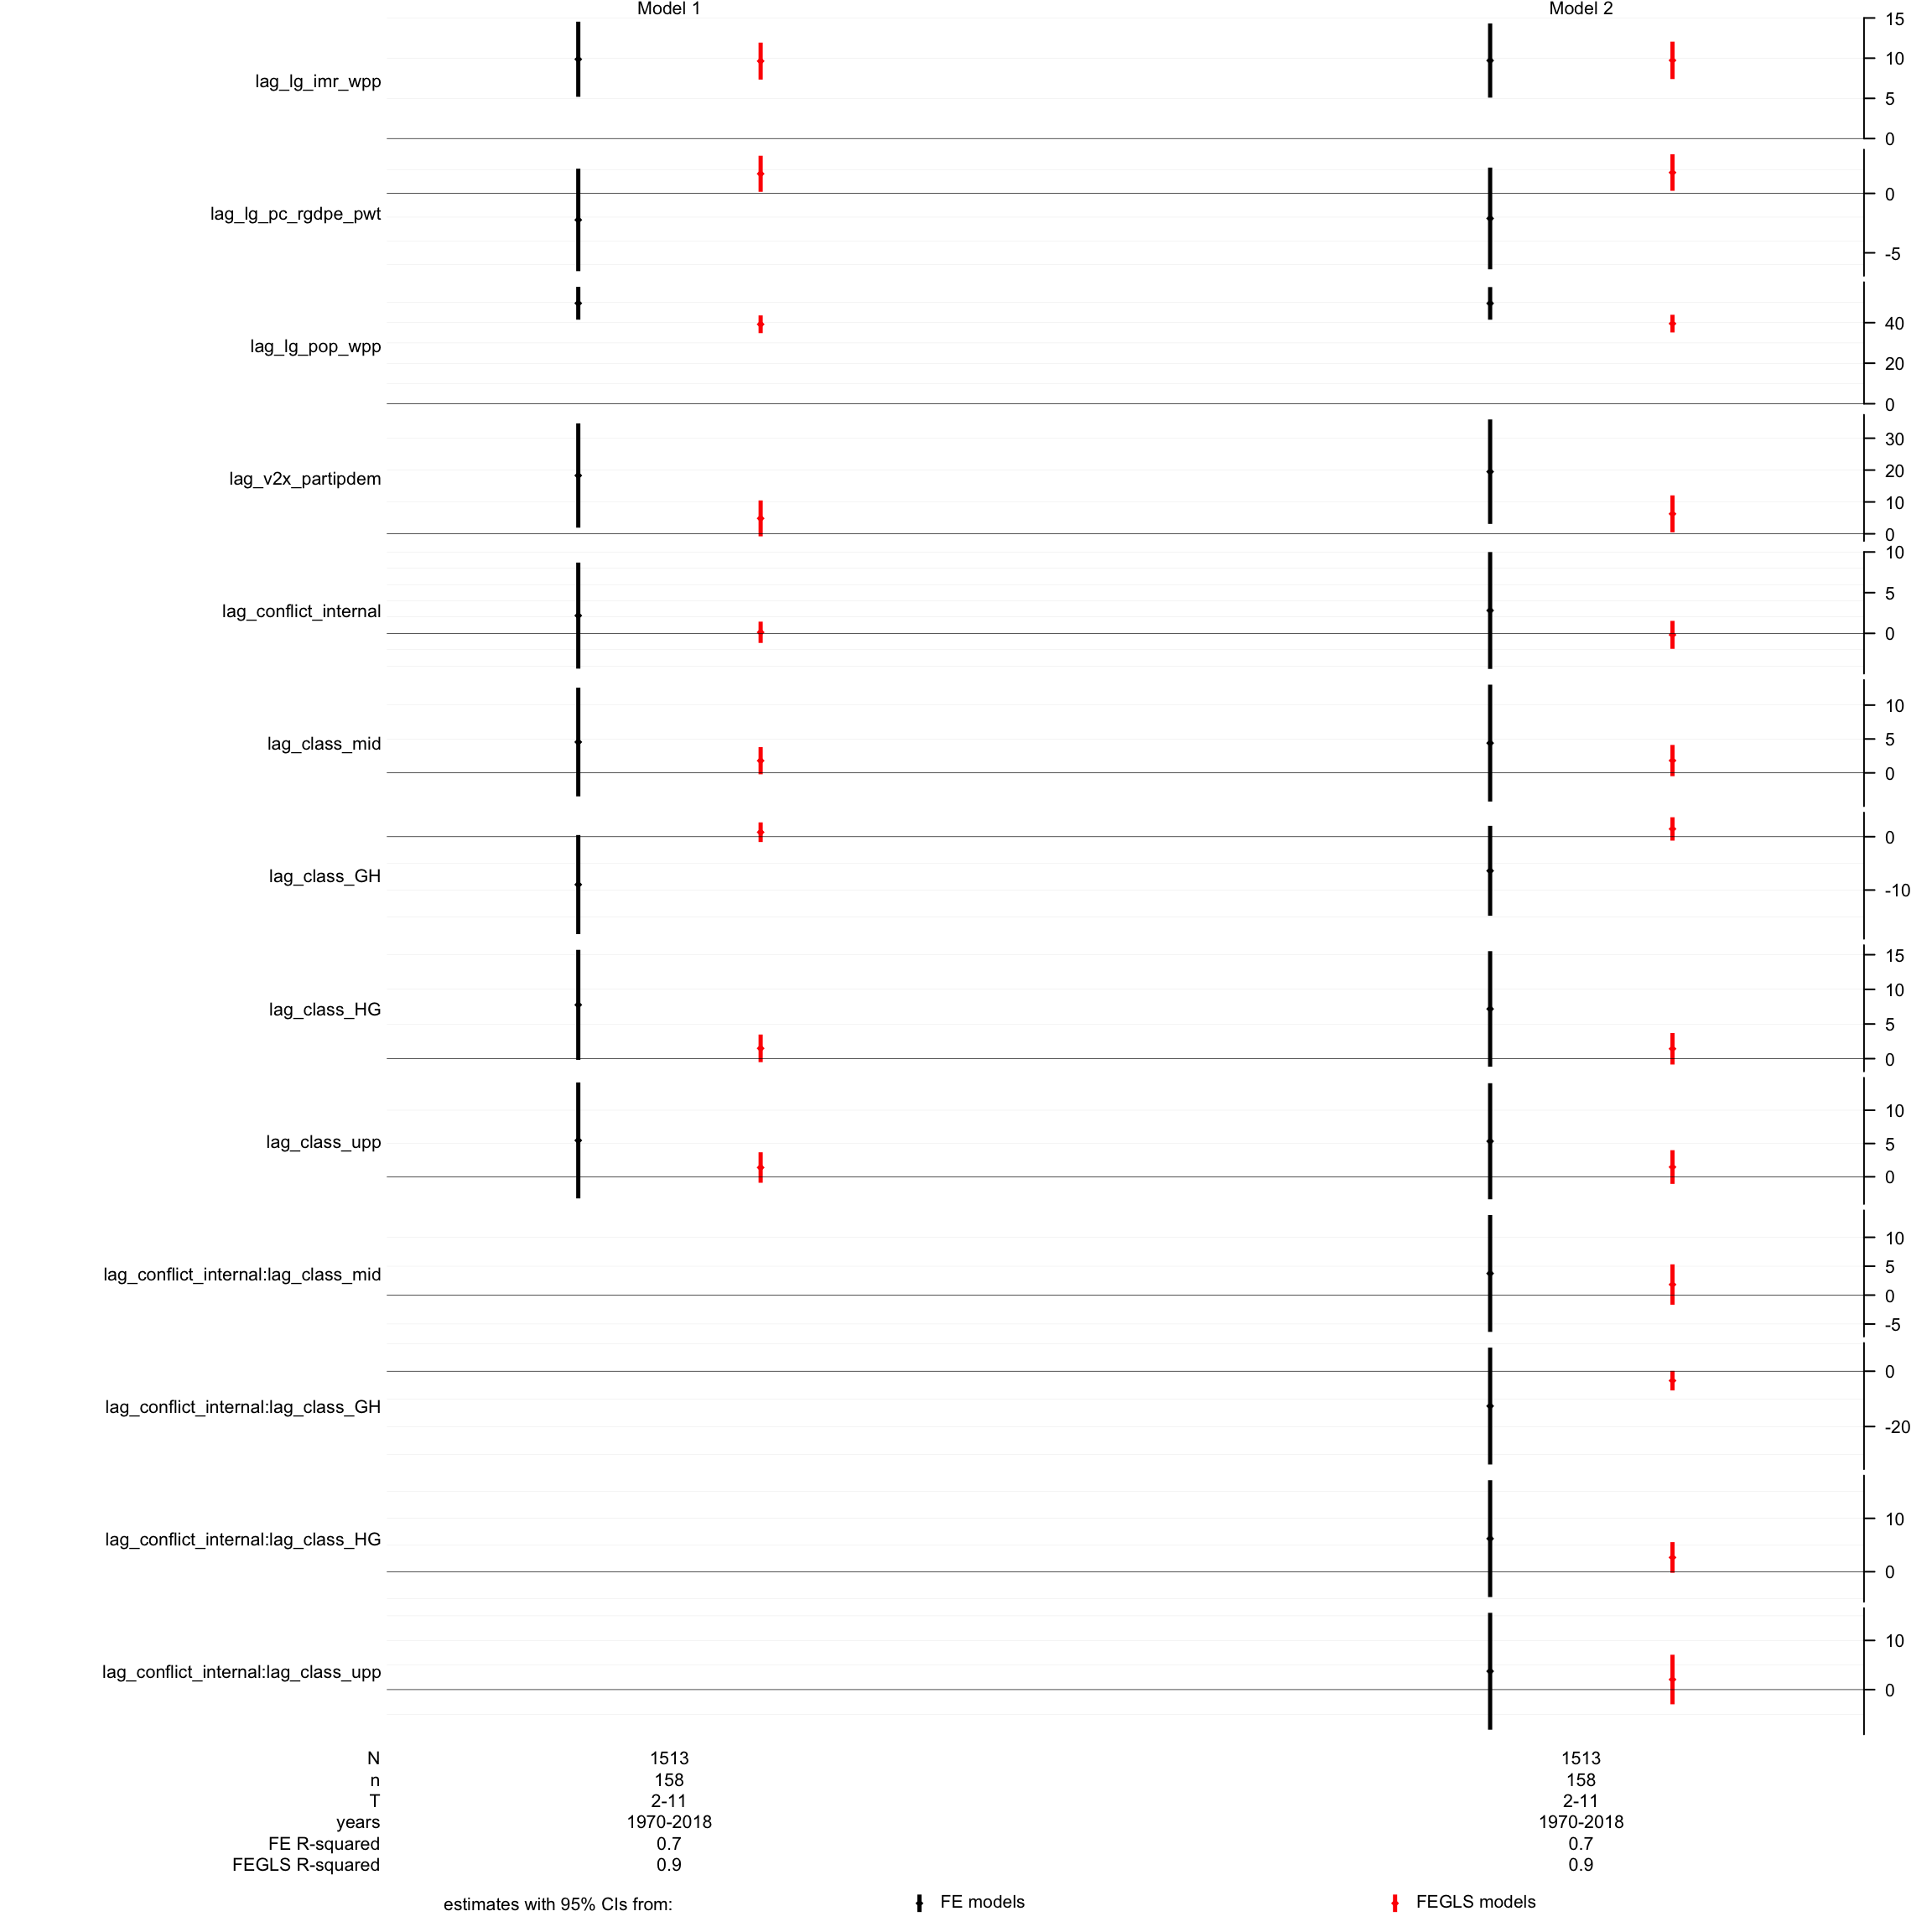 Model 1 Model 2
lag_lg_imr_wpp
15
10
5
0
lag_lg_pc_rgdpe_pwt
0
-5
lag_lg_pop_wpp
40
20
0
lag_v2x_partipdem
30
20
10
0
lag_conflict_internal
10
5
0
lag_class_mid
10
5
0
lag_class_GH
0
-10
lag_class_HG
15
10
5
0
lag_class_upp
10
5
0
lag_conflict_internal:lag_class_mid
10
5
0
-5
lag_conflict_internal:lag_class_GH
0
-20
lag_conflict_internal:lag_class_HG
10
0
lag_conflict_internal:lag_class_upp
10
0
N 1513 1513
n 158 158
T 2-11 2-11
years 1970-2018 1970-2018
FE R-squared 0.7 0.7
FEGLS R-squared 0.9 0.9
estimates with 95% CIs from: FE models FEGLS models